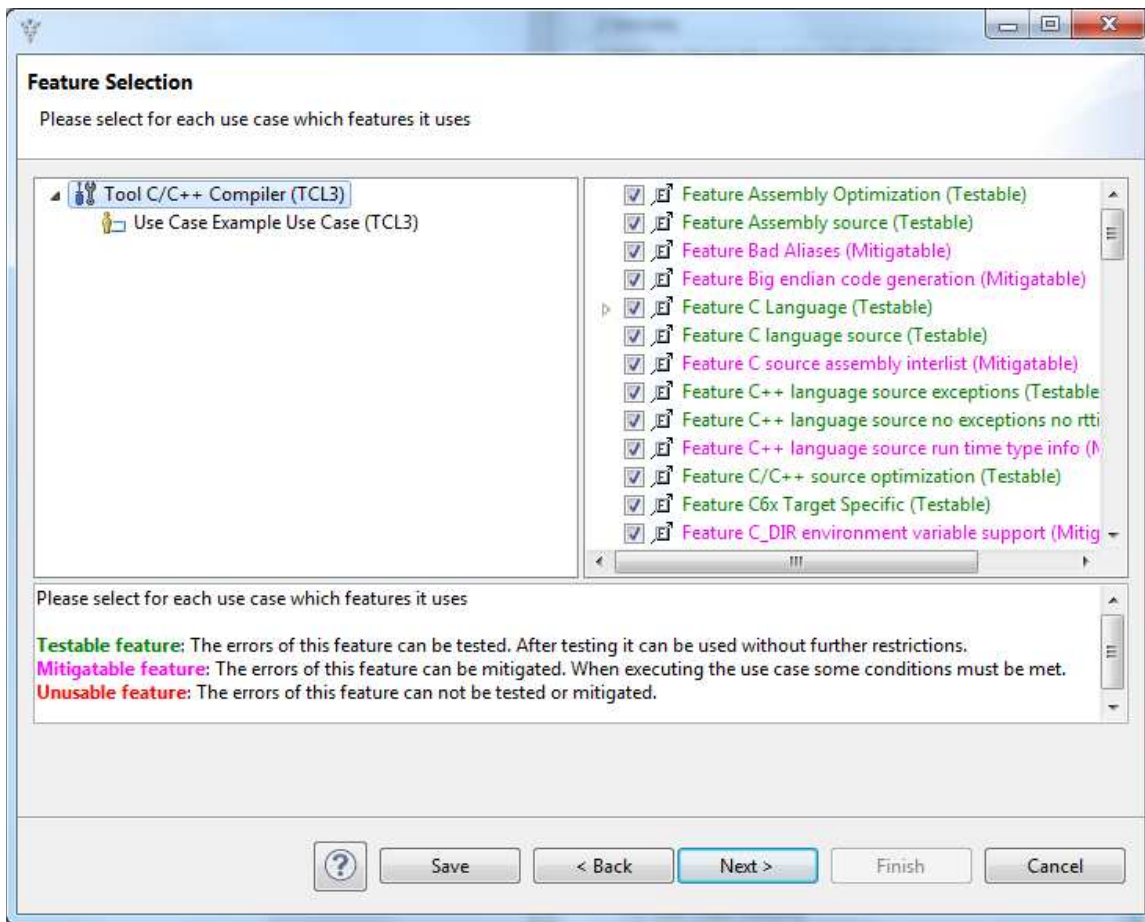 Feature Selection
Please select for each use case which features it uses
Tool C/C++ Compiler (TCL3)
Use Case Example Use Case (TCL3)
Feature Assembly Optimization (Testable)
Feature Assembly source (Testable)
Feature Bad Aliases (Mitigatable)
Feature Big endian code generation (Mitigatable)
Feature C Language (Testable)
Feature C language source (Testable)
Feature C source assembly interlist (Mitigatable)
Feature C++ language source exceptions (Testable
Feature C++ language source no exceptions no rtti
Feature C++ language source run time type info (M
Feature C/C++ source optimization (Testable)
Feature C6x Target Specific (Testable)
Feature C_DIR environment variable support (Mitig
Please select for each use case which features it uses
Testable feature: The errors of this feature can be tested. After testing it can be used without further restrictions.
Mitigatable feature: The errors of this feature can be mitigated. When executing the use case some conditions must be met.
Unusable feature: The errors of this feature can not be tested or mitigated.
? Save < Back Next > Finish Cancel